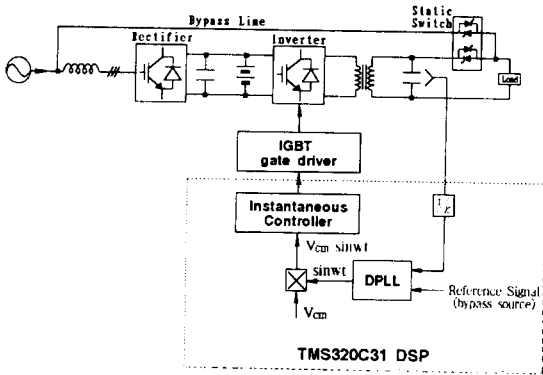 Static
Switch
Bypass Line
Rectifier
Inverter
Load
IGBT
gate driver
Instantaneous
Controller
Vcm sinwt
sinwt
DPLL
Reference Signal
(bypass source)
Vcm
TMS320C31 DSP